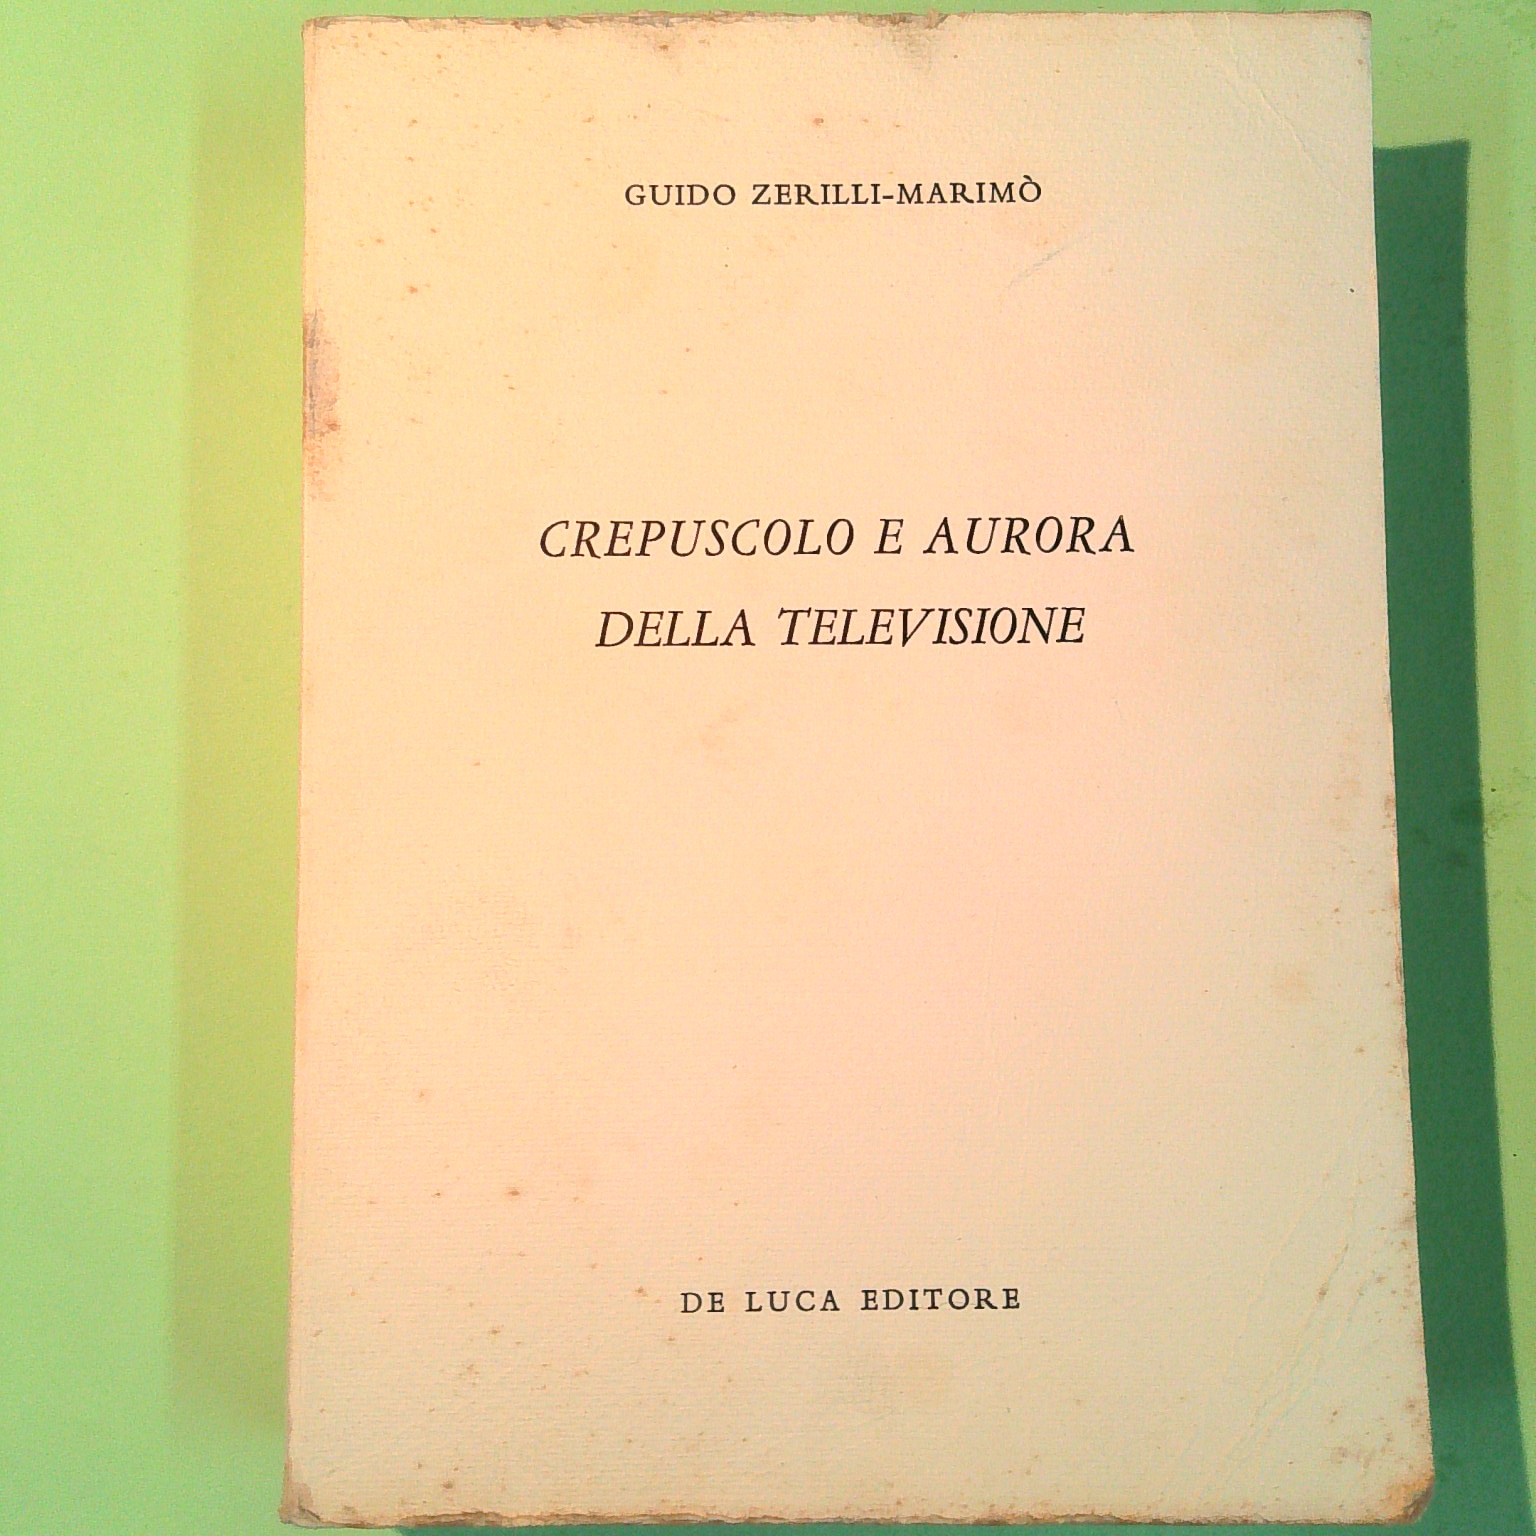 GUIDO ZERILLI-MARIMÒ
CREPUSCOLO E AURORA
DELLA TELEVISIONE
DE LUCA EDITORE